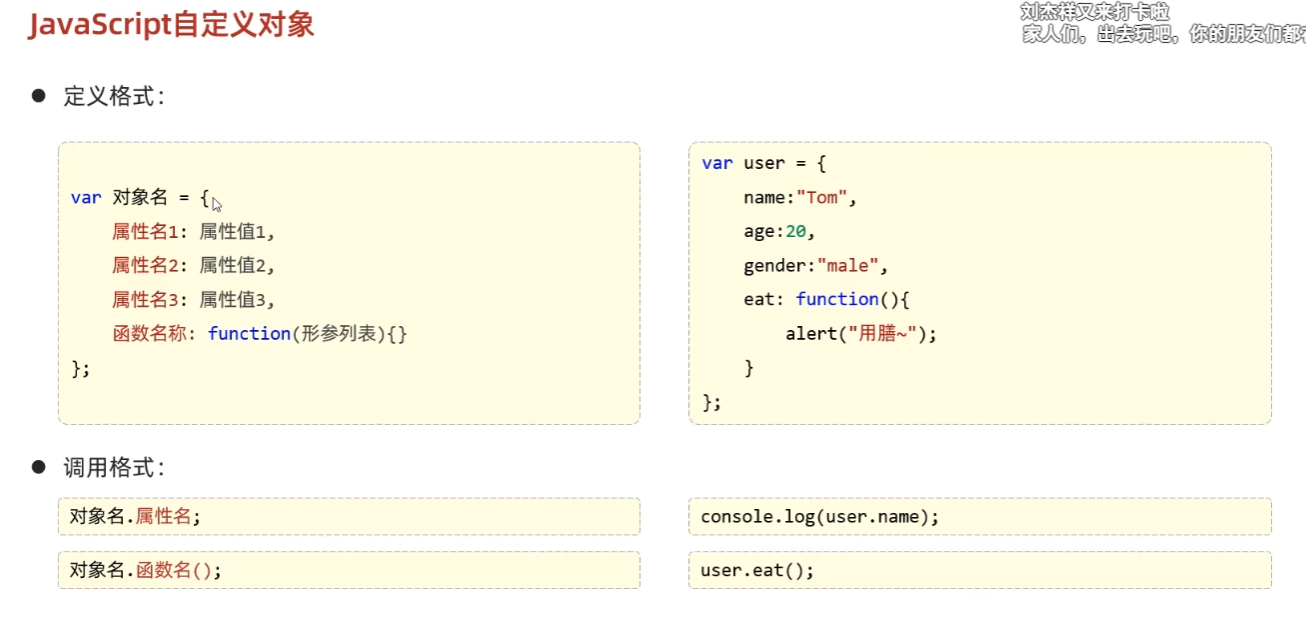 JavaScript自定义对象
刘杰祥又来打卡啦
家人们，出去玩吧，你的朋友们都
● 定义格式：
var 对象名 = {
属性名1: 属性值1,
属性名2: 属性值2,
属性名3: 属性值3,
函数名称: function(形参列表){}
};
var user = {
name:"Tom",
age:20,
gender:"male",
eat: function(){
alert("用膳~");
}
};
● 调用格式：
对象名.属性名;
console.log(user.name);
对象名.函数名();
user.eat();